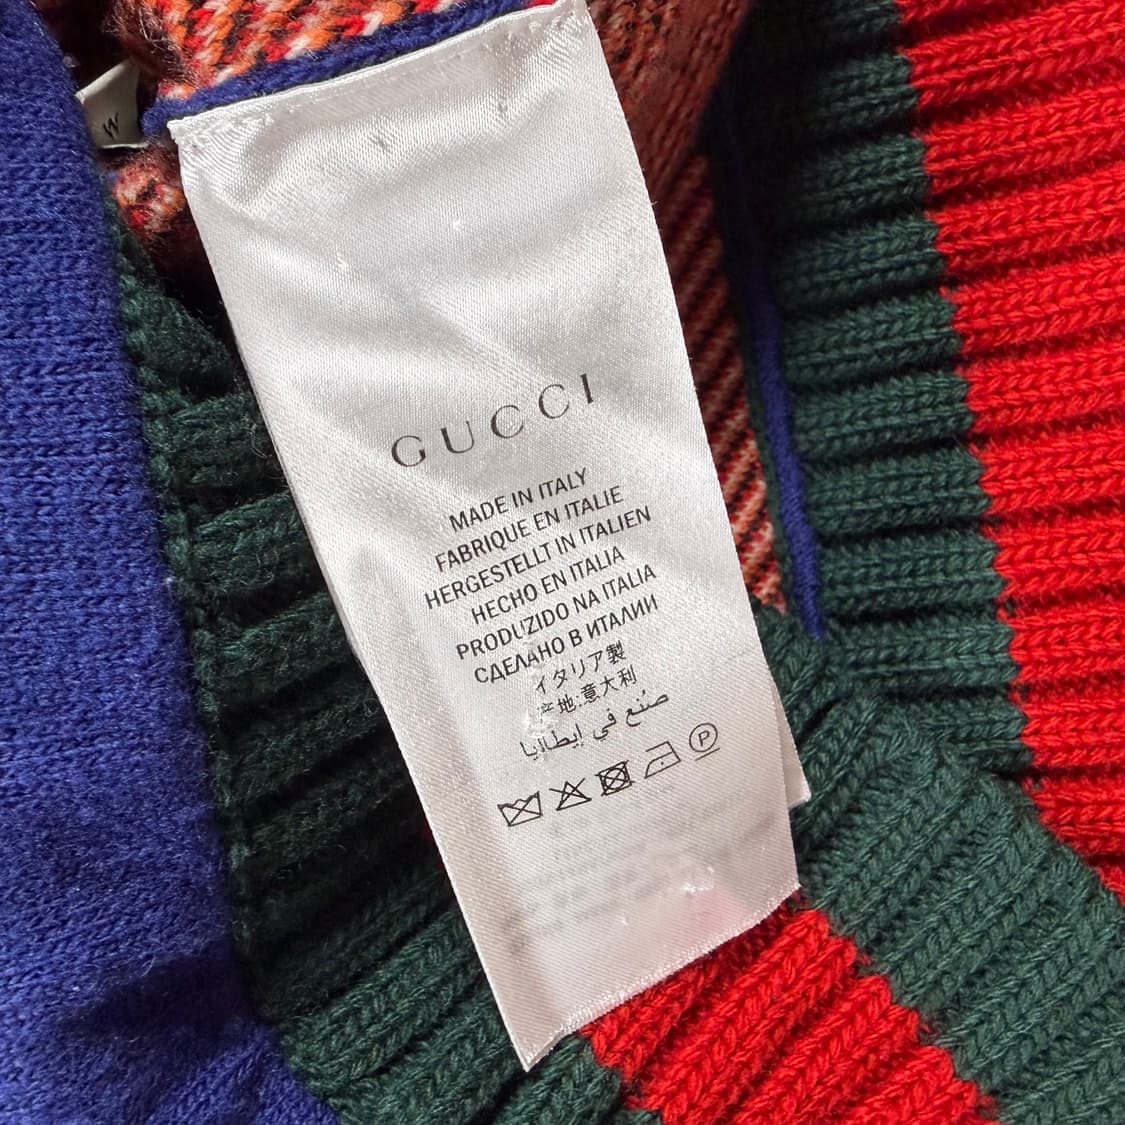 W
GUCCI
MADE IN ITALY
FABRIQUE EN ITALIE
HERGESTELLT IN ITALIEN
HECHO EN ITALIA
PRODUZIDO NA ITALIA
СДЕЛАНО В ИТАЛИИ
イタリア製
产地:意大利
صنع في إيطاليا
P